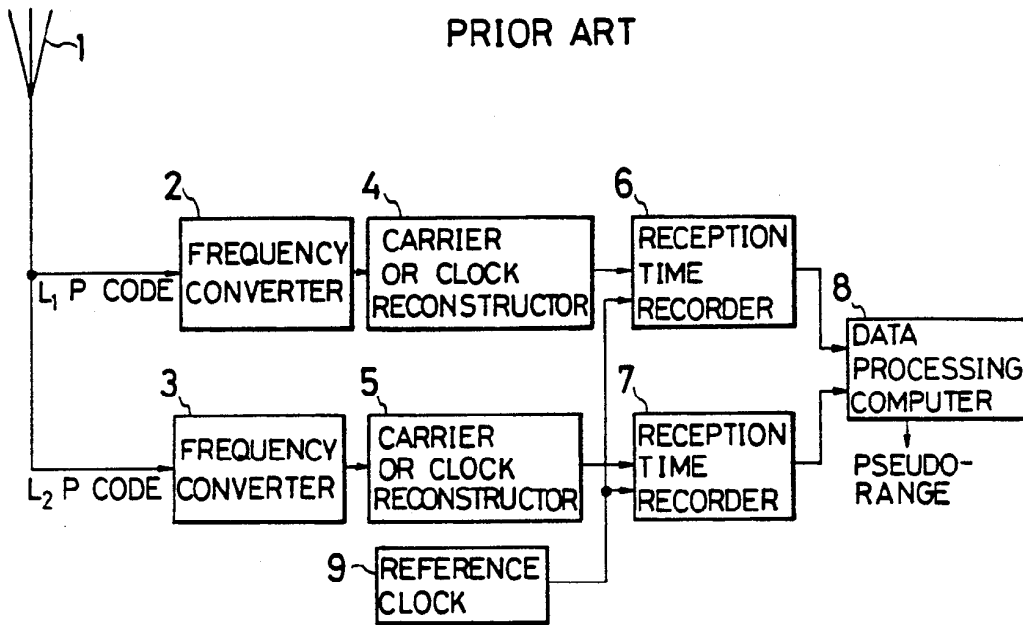 PRIOR ART
1
2
FREQUENCY
CONVERTER
4
CARRIER
OR CLOCK
RECONSTRUCTOR
6
RECEPTION
TIME
RECORDER
L₁ P CODE
8
DATA
PROCESSING
COMPUTER
3
FREQUENCY
CONVERTER
5
CARRIER
OR CLOCK
RECONSTRUCTOR
7
RECEPTION
TIME
RECORDER
L₂ P CODE
PSEUDO-
RANGE
9
REFERENCE
CLOCK